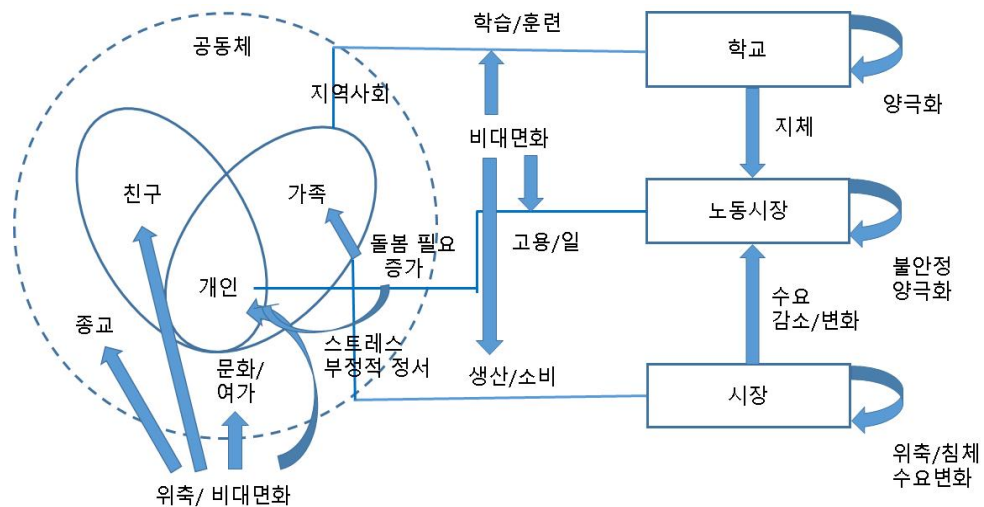 공동체
학습/훈련
학교
양극화
지역사회
비대면화
지체
친구
가족
노동시장
돌봄 필요
증가
고용/일
불안정
양극화
개인
수요
감소/변화
종교
스트레스
부정적 정서
문화/
여가
생산/소비
시장
위축/침체
수요변화
위축/ 비대면화